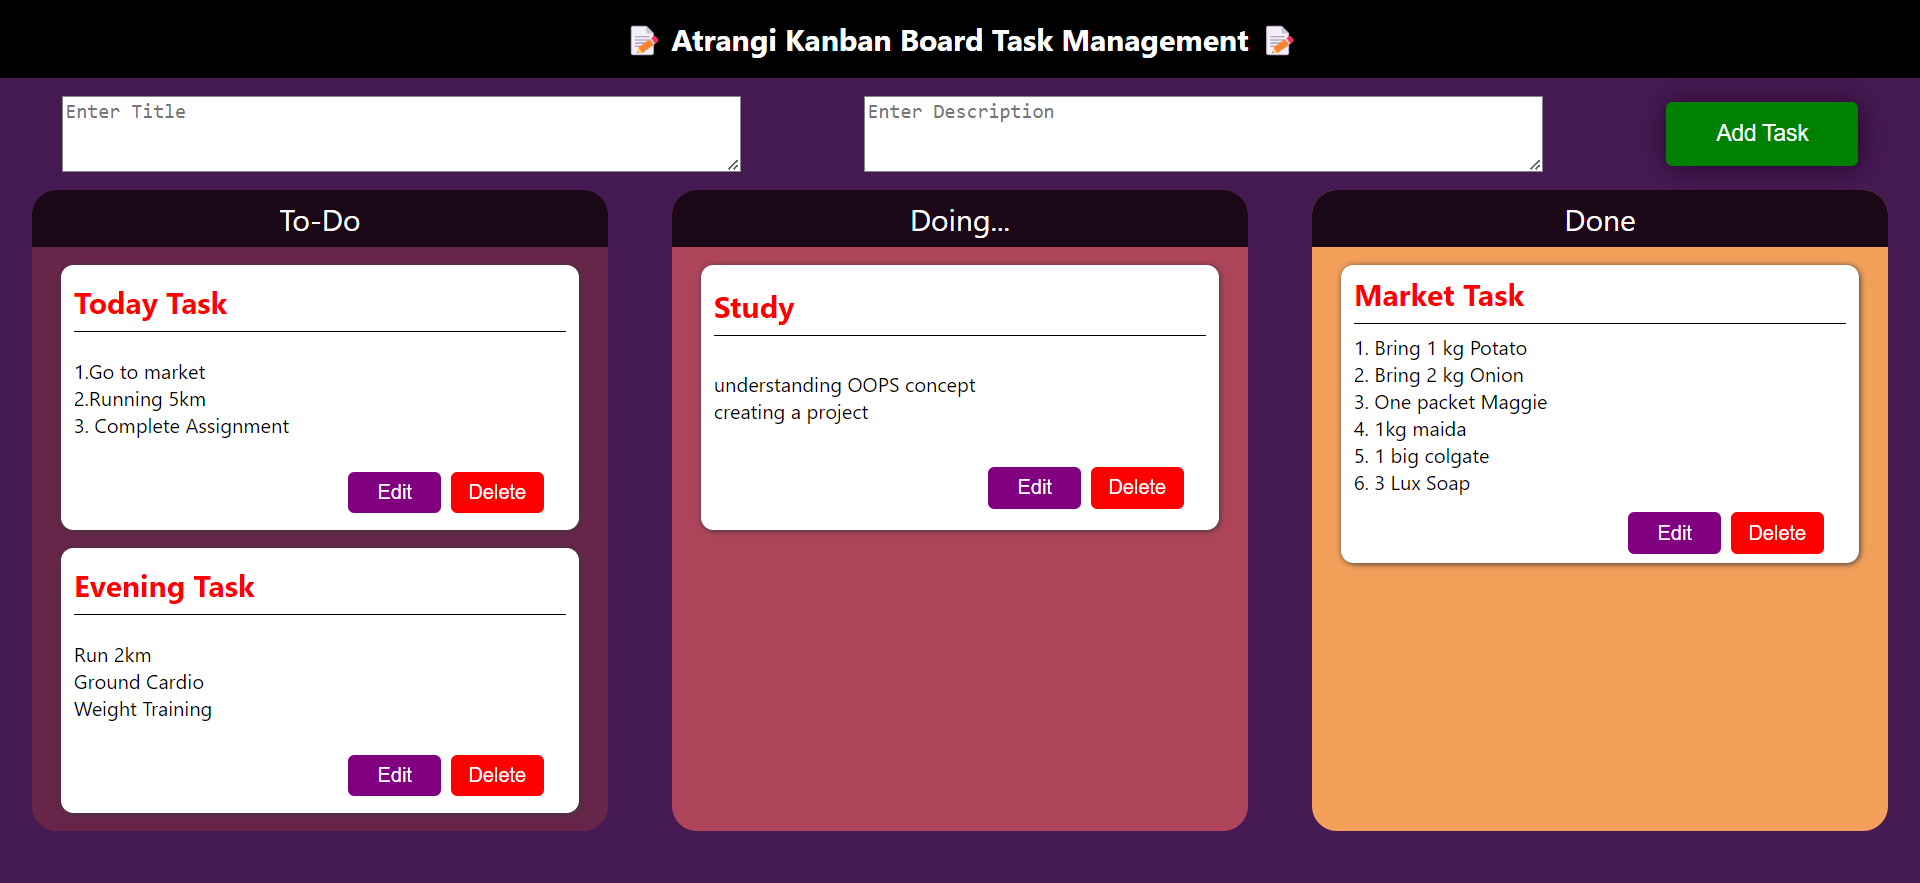 📝 Atrangi Kanban Board Task Management 📝
Enter Title
Enter Description
Add Task
To-Do
Today Task
1.Go to market
2.Running 5km
3. Complete Assignment
Edit Delete
Evening Task
Run 2km
Ground Cardio
Weight Training
Edit Delete
Doing...
Study
understanding OOPS concept
creating a project
Edit Delete
Done
Market Task
1. Bring 1 kg Potato
2. Bring 2 kg Onion
3. One packet Maggie
4. 1kg maida
5. 1 big colgate
6. 3 Lux Soap
Edit Delete